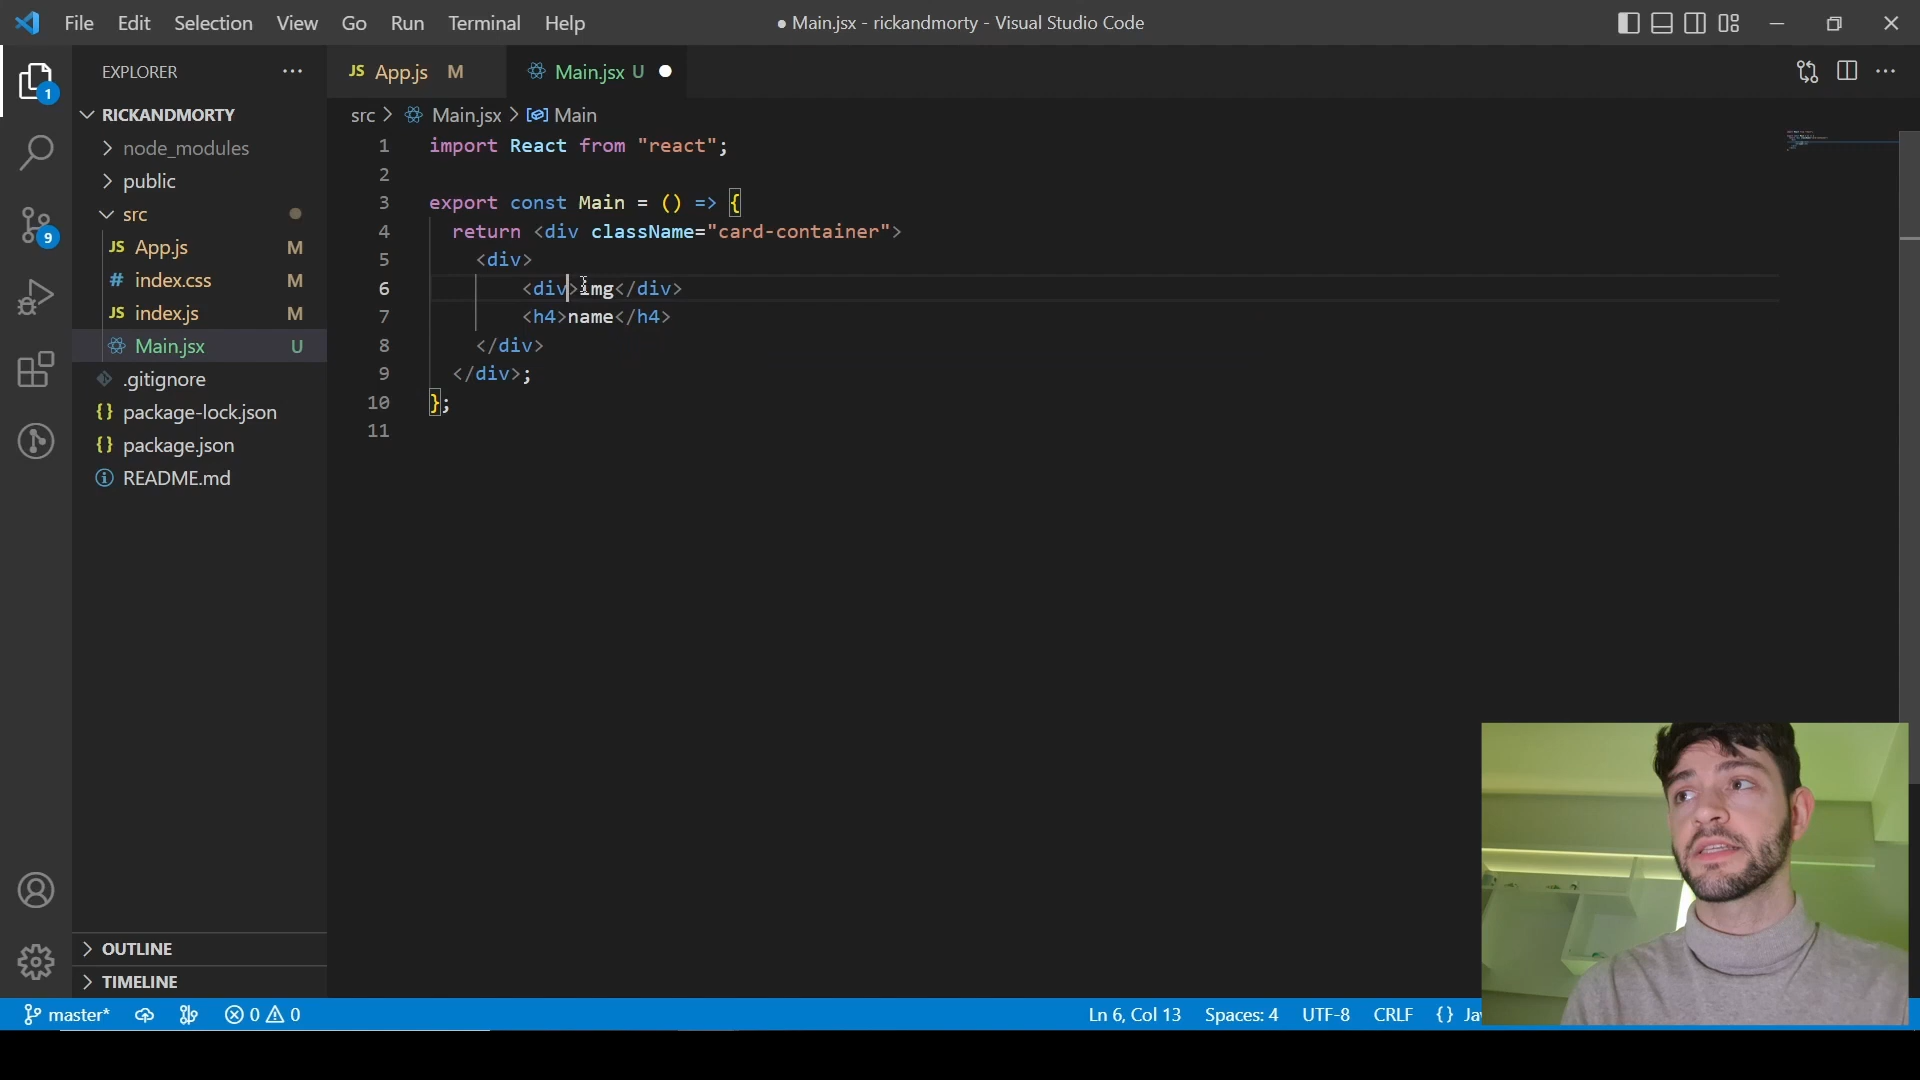 File Edit Selection View Go Run Terminal Help
● Main.jsx - rickandmorty - Visual Studio Code
EXPLORER ...
JS App.js M
Main.jsx U
1
RICKANDMORTY
src > Main.jsx > Main
node_modules
public
src
JS App.js M
# index.css M
JS index.js M
Main.jsx U
.gitignore
{} package-lock.json
{} package.json
README.md
9
1 import React from "react";
2
3 export const Main = () => {
4 return <div className="card-container">
5 <div>
6 <div>img</div>
7 <h4>name</h4>
8 </div>
9 </div>;
10 };
11
OUTLINE
TIMELINE
master* 0 0 Ln 6, Col 13 Spaces: 4 UTF-8 CRLF {}